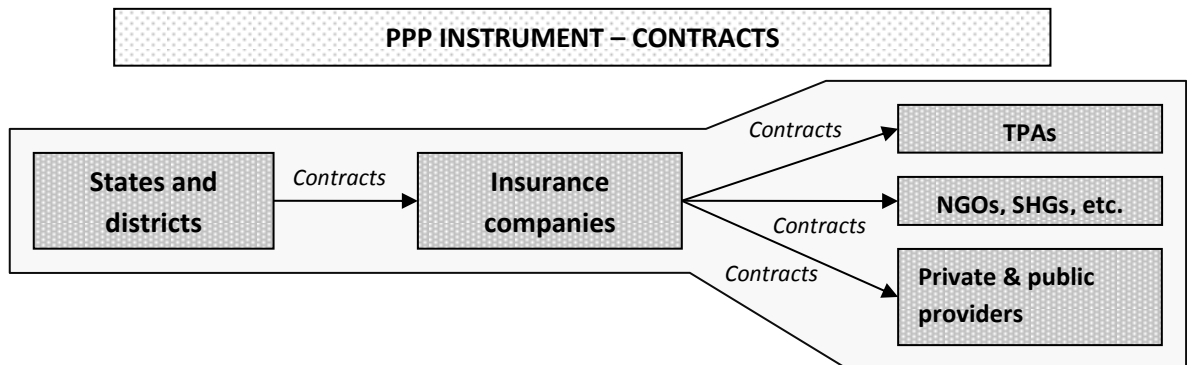 PPP INSTRUMENT – CONTRACTS
States and
districts
Contracts
Insurance
companies
Contracts
TPAs
Contracts
NGOs, SHGs, etc.
Contracts
Private & public
providers